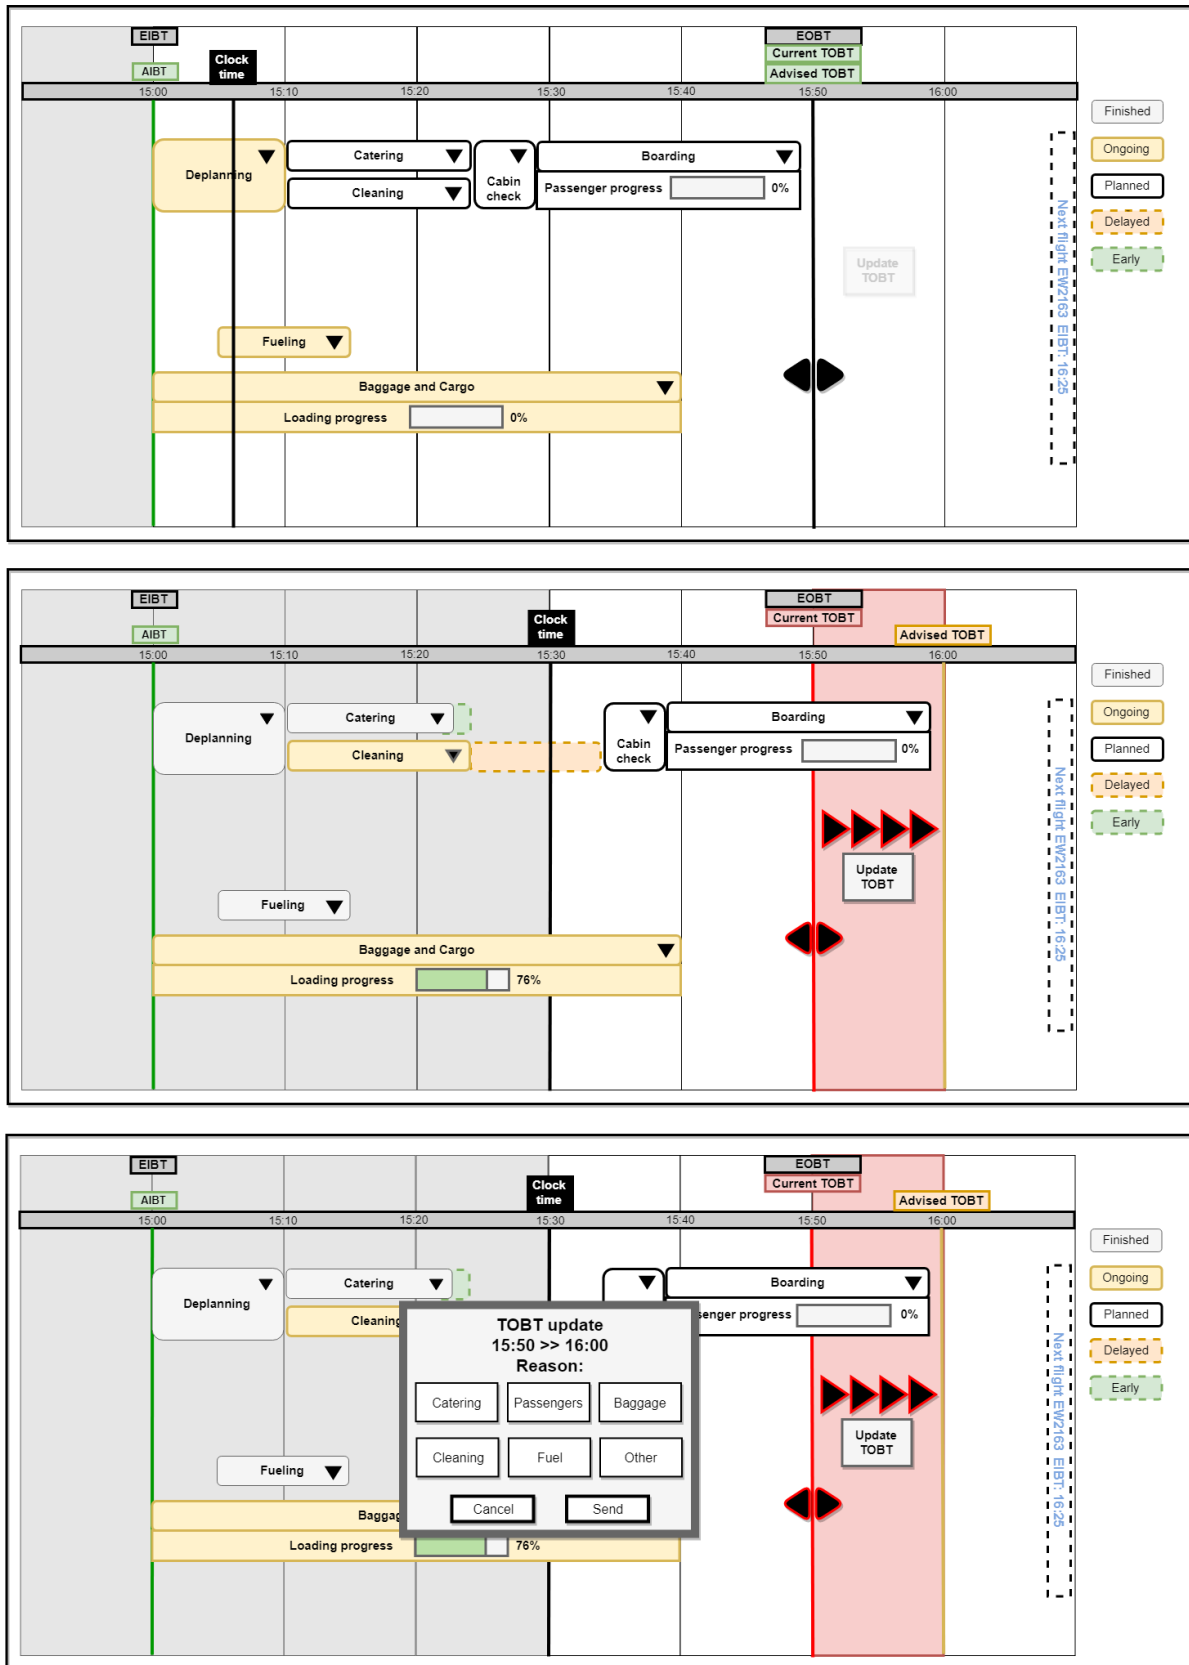 EIBT
EOBT
Clock
time
Current TOBT
AIBT
Advised TOBT
15:00
15:10
15:20
15:30
15:40
15:50
16:00
Finished
Ongoing
Planned
Delayed
Early
Deplanning
Catering
Cleaning
Cabin
check
Boarding
Passenger progress
0%
Update
TOBT
Fueling
Baggage and Cargo
Loading progress
0%
Next flight EW2163 EIBT: 16:25
EIBT
EOBT
Clock
time
Current TOBT
AIBT
Advised TOBT
15:00
15:10
15:20
15:30
15:40
15:50
16:00
Finished
Ongoing
Planned
Delayed
Early
Deplanning
Catering
Cleaning
Cabin
check
Boarding
Passenger progress
0%
Update
TOBT
Fueling
Baggage and Cargo
Loading progress
76%
Next flight EW2163 EIBT: 16:25
EIBT
EOBT
Clock
time
Current TOBT
AIBT
Advised TOBT
15:00
15:10
15:20
15:30
15:40
15:50
16:00
Finished
Ongoing
Planned
Delayed
Early
Deplanning
Catering
Cleaning
Boarding
senger progress
0%
TOBT update
15:50 >> 16:00
Reason:
Catering
Passengers
Baggage
Cleaning
Fuel
Other
Cancel
Send
Update
TOBT
Fueling
Baggag
Loading progress
76%
Next flight EW2163 EIBT: 16:25